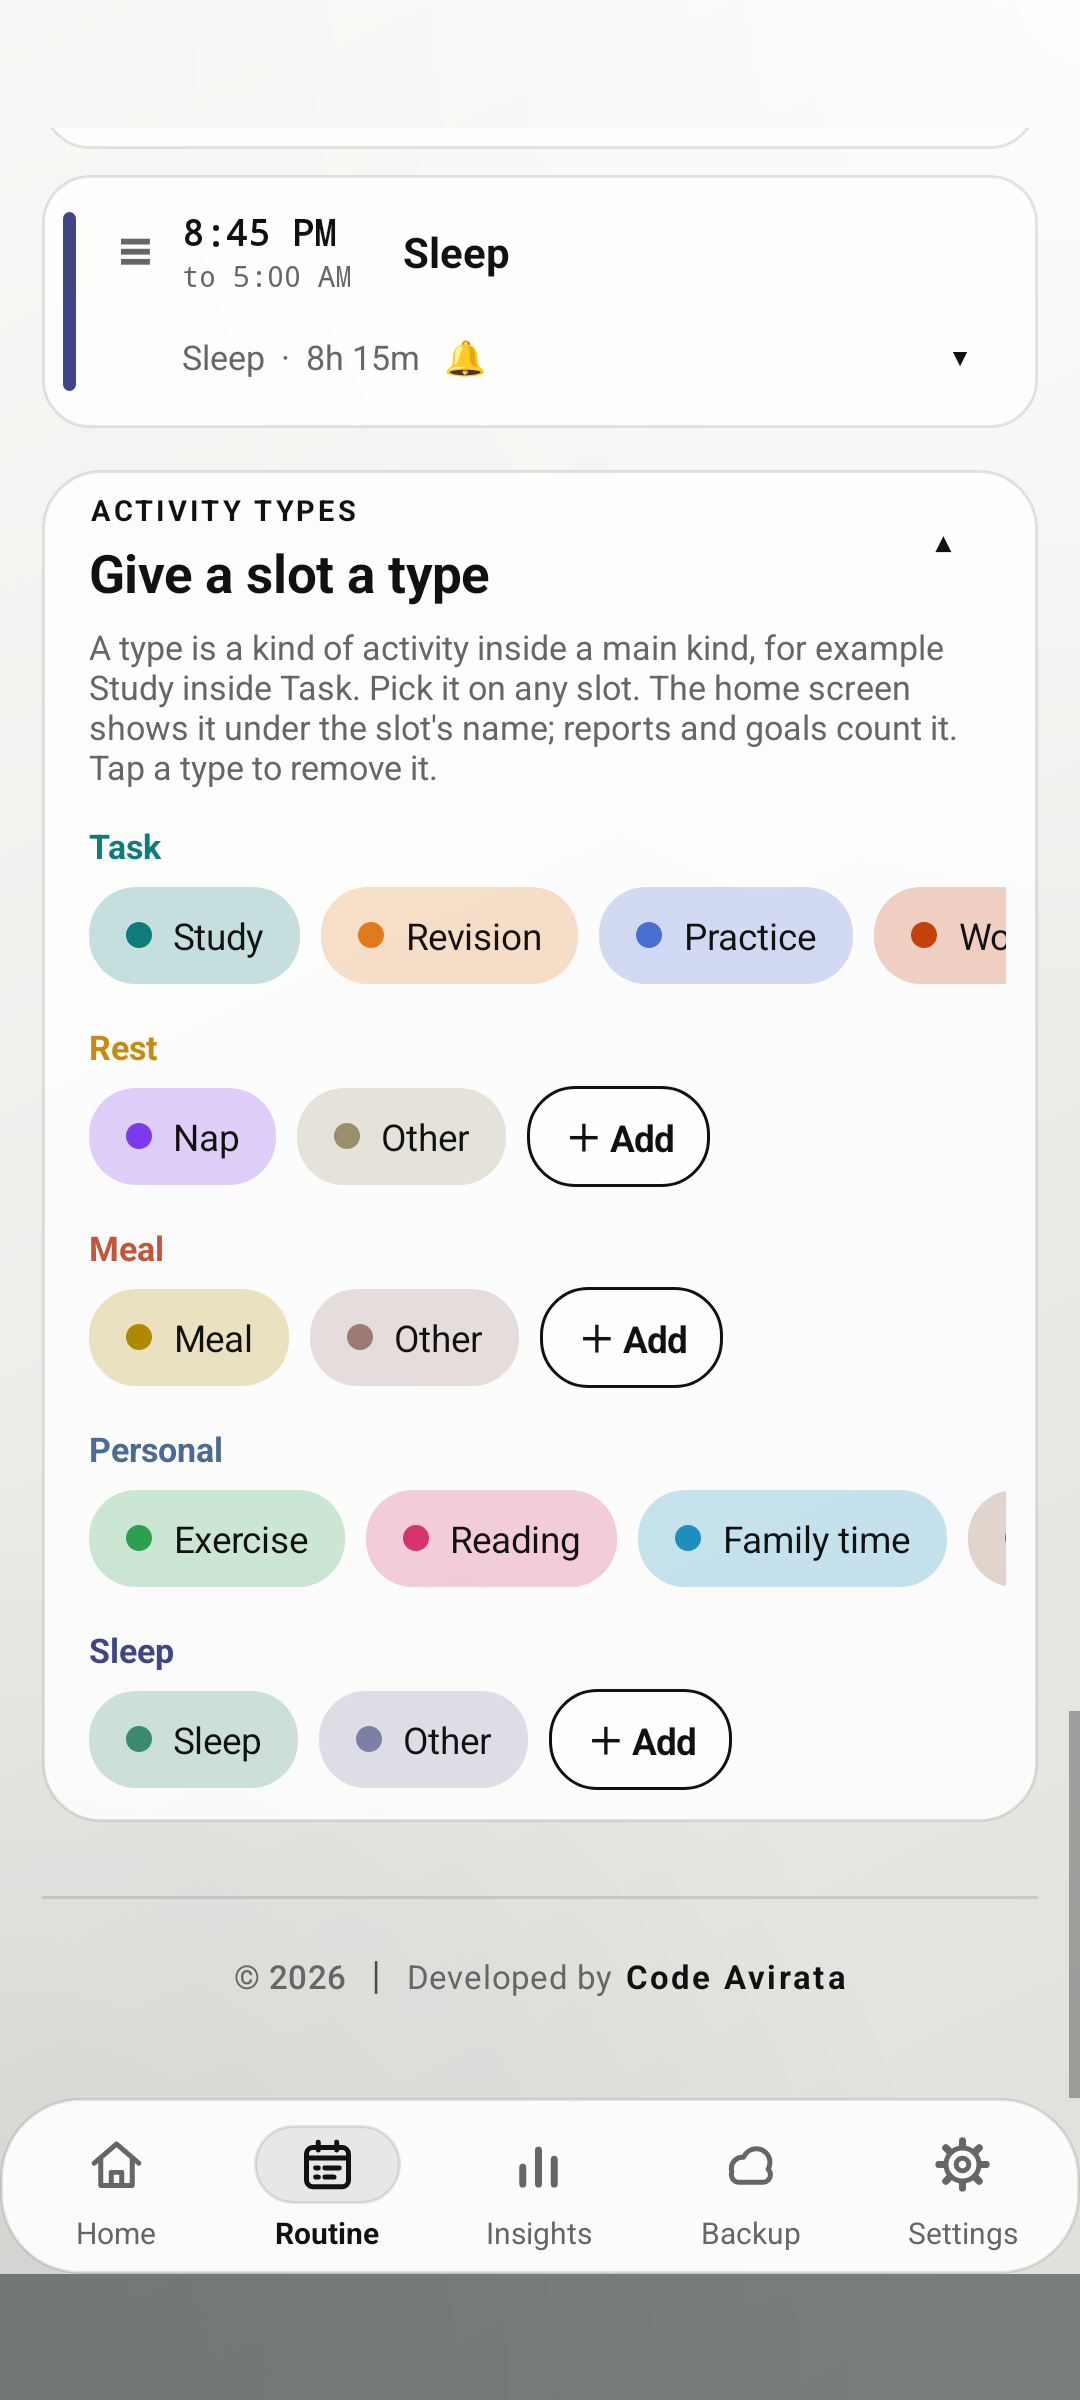 8:45 PM
to 5:00 AM
Sleep
Sleep · 8h 15m
ACTIVITY TYPES
Give a slot a type
A type is a kind of activity inside a main kind, for example
Study inside Task. Pick it on any slot. The home screen
shows it under the slot's name; reports and goals count it.
Tap a type to remove it.
Task
Study Revision Practice
Rest
Nap Other + Add
Meal
Meal Other + Add
Personal
Exercise Reading Family time
Sleep
Sleep Other + Add
© 2026 | Developed by Code Avirata
Home Routine Insights Backup Settings